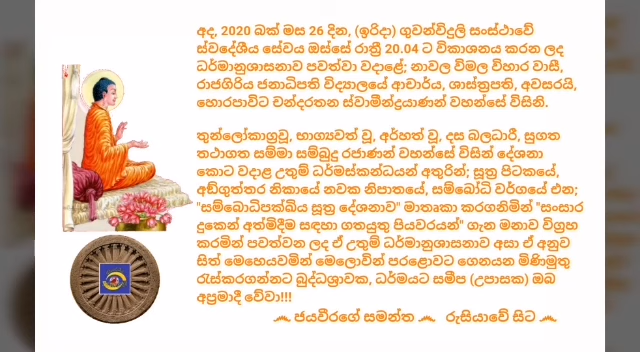 අද, 2020 බක් මස 26 දින, (ඉරිදා) ගුවන්විදුලි සංස්ථාවේ
ස්වදේශීය සේවය ඔස්සේ රාත්‍රී 20.04 ට විකාශනය කරන ලද
ධර්මානුශාසනාව පවත්වා වදාළේ; නාවල විමල විහාර වාසී,
රාජගිරිය ජනාධිපති විද්‍යාලයේ ආචාර්ය, ශාස්ත්‍රපති, අවසරයි,
හොරපාවිට චන්දරතන ස්වාමීන්ද්‍රයාණන් වහන්සේ විසිනි.
තුන්ලෝකාග්‍රවූ, භාග්‍යවත් වූ, අර්හත් වූ, දස බලධාරී, සුගත
තථාගත සම්මා සම්බුදු රජාණන් වහන්සේ විසින් දේශනා
කොට වදාළ උතුම් ධර්මස්කන්ධයන් අතුරින්; සූත්‍ර පිටකයේ,
අඞ්ගුත්තර නිකායේ නවක නිපාතයේ, සම්බෝධි වර්ගයේ එන;
"සම්බොධිපක්ඛිය සූත්‍ර දේශනාව" මාතෘකා කරගනිමින් "සංසාර
දුකෙන් අත්මිදීම සඳහා ගතයුතු පියවරයන්" ගැන මනාව විග්‍රහ
කරමින් පවත්වන ලද ඒ උතුම් ධර්මානුශාසනාව අසා ඒ අනුව
සිත් මෙහෙයවමින් මෙලොවින් පරළොවට ගෙනයන මිණිමුතු
රැස්කරගන්නට බුද්ධශ්‍රාවක, ධර්මයට සමීප (උපාසක) ඔබ
අප්‍රමාදී වේවා!!!
ජයවීරගේ සමන්ත රුසියාවේ සිට